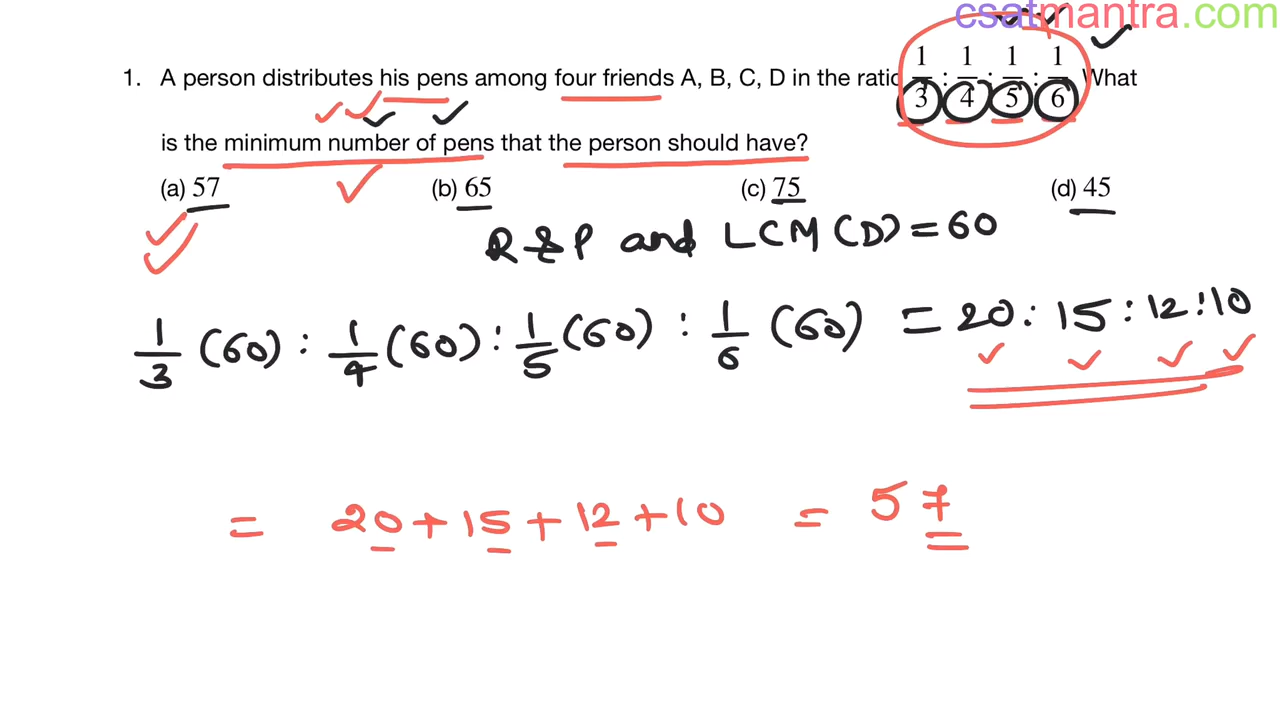 csatmantra.com
1. A person distributes his pens among four friends A, B, C, D in the ratio 1/3 : 1/4 : 1/5 : 1/6 What
is the minimum number of pens that the person should have?
(a) 57 (b) 65 (c) 75 (d) 45
R & P and LCM (D) = 60
1/3 (60) : 1/4 (60) : 1/5 (60) : 1/6 (60) = 20 : 15 : 12 : 10
= 20 + 15 + 12 + 10 = 57